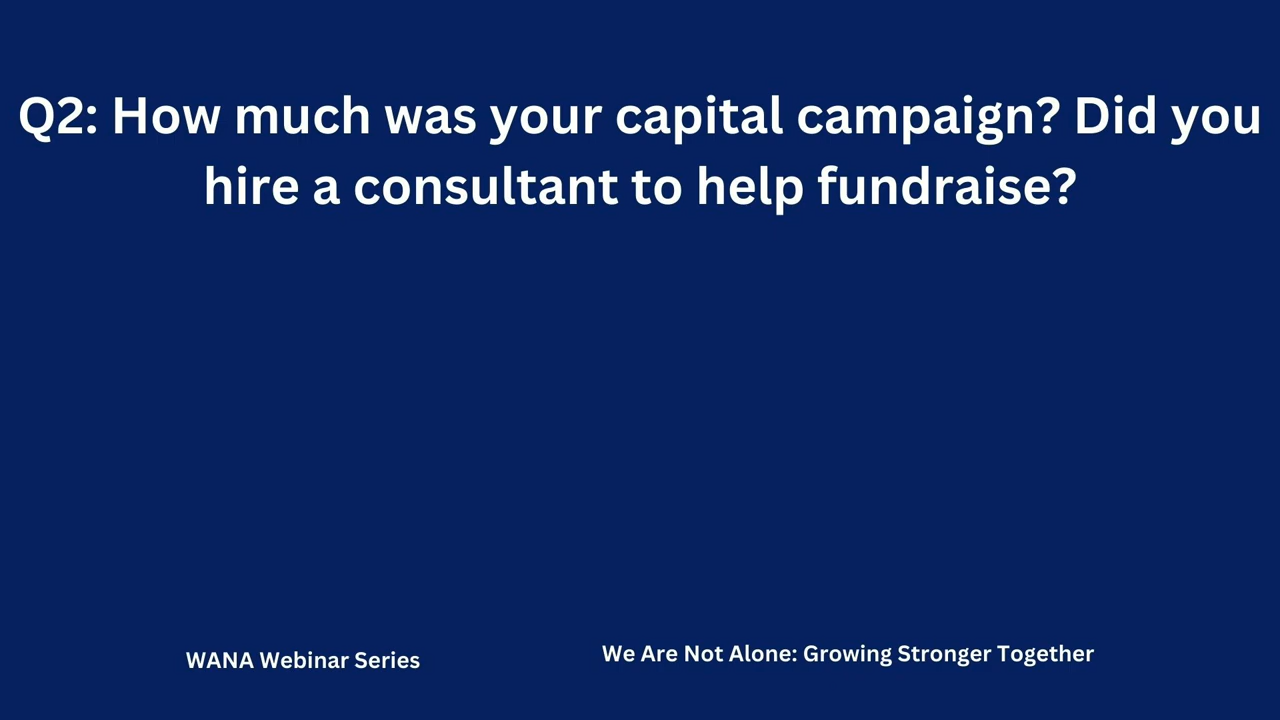 Q2: How much was your capital campaign? Did you
hire a consultant to help fundraise?
WANA Webinar Series
We Are Not Alone: Growing Stronger Together